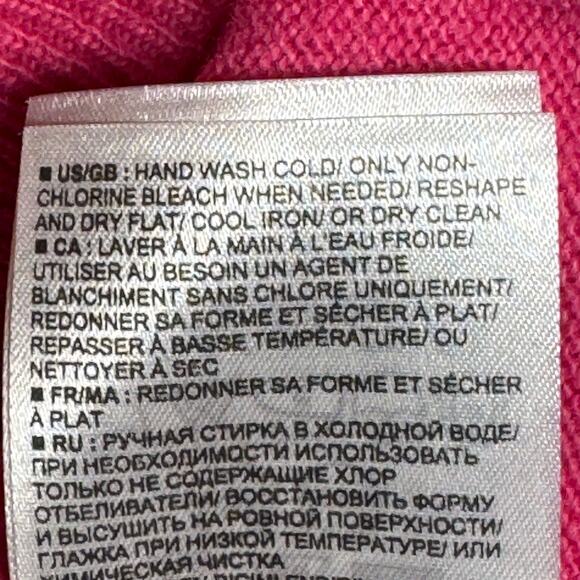 ■ US/GB : HAND WASH COLD/ ONLY NON-
CHLORINE BLEACH WHEN NEEDED/ RESHAPE
AND DRY FLAT/ COOL IRON/ OR DRY CLEAN
■ CA : LAVER À LA MAIN À L'EAU FROIDE/
UTILISER AU BESOIN UN AGENT DE
BLANCHIMENT SANS CHLORE UNIQUEMENT/
REDONNER SA FORME ET SÉCHER À PLAT/
REPASSER À BASSE TEMPÉRATURE/ OU
NETTOYER À SEC
■ FR/MA : REDONNER SA FORME ET SÉCHER
À PLAT
■ RU : РУЧНАЯ СТИРКА В ХОЛОДНОЙ ВОДЕ/
ПРИ НЕОБХОДИМОСТИ ИСПОЛЬЗОВАТЬ
ТОЛЬКО НЕ СОДЕРЖАЩИЕ ХЛОР
ОТБЕЛИВАТЕЛИ/ ВОССТАНОВИТЬ ФОРМУ
И ВЫСУШИТЬ НА РОВНОЙ ПОВЕРХНОСТИ/
ГЛАЖКА ПРИ НИЗКОЙ ТЕМПЕРАТУРЕ/ ИЛИ
ХИМИЧЕСКАЯ ЧИСТКА